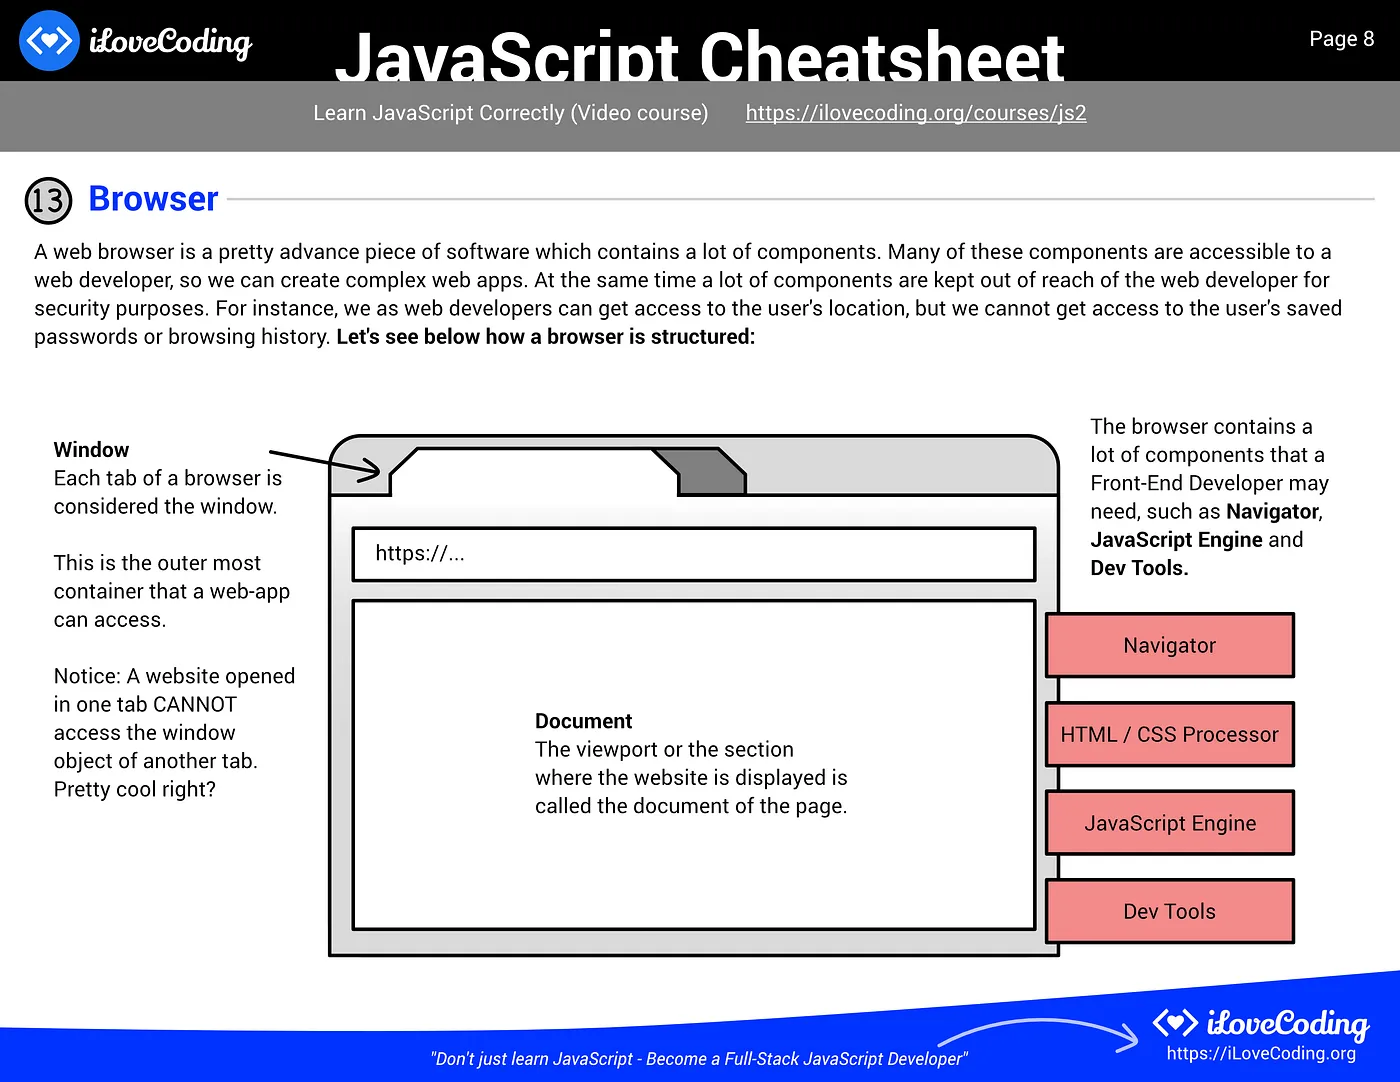 iLoveCoding
JavaScript Cheatsheet
Page 8
Learn JavaScript Correctly (Video course) https://ilovecoding.org/courses/js2
13 Browser
A web browser is a pretty advance piece of software which contains a lot of components. Many of these components are accessible to a
web developer, so we can create complex web apps. At the same time a lot of components are kept out of reach of the web developer for
security purposes. For instance, we as web developers can get access to the user's location, but we cannot get access to the user's saved
passwords or browsing history. Let's see below how a browser is structured:
Window
Each tab of a browser is
considered the window.
This is the outer most
container that a web-app
can access.
Notice: A website opened
in one tab CANNOT
access the window
object of another tab.
Pretty cool right?
https://...
Document
The viewport or the section
where the website is displayed is
called the document of the page.
The browser contains a
lot of components that a
Front-End Developer may
need, such as Navigator,
JavaScript Engine and
Dev Tools.
Navigator
HTML / CSS Processor
JavaScript Engine
Dev Tools
"Don't just learn JavaScript - Become a Full-Stack JavaScript Developer"
iLoveCoding
https://iLoveCoding.org